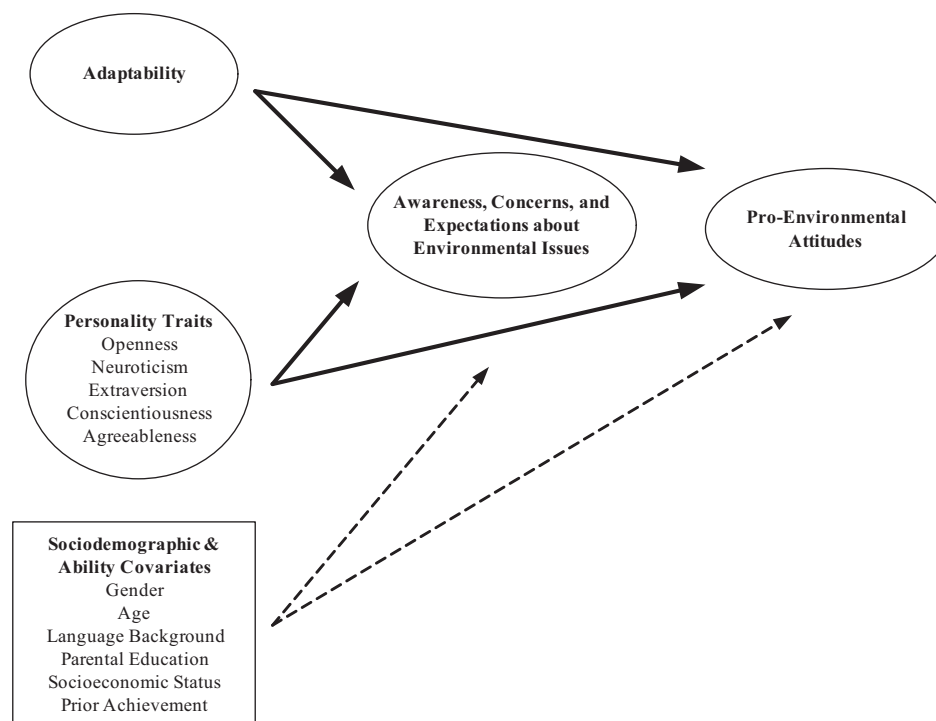 Adaptability
Awareness, Concerns, and
Expectations about
Environmental Issues
Pro-Environmental
Attitudes
Personality Traits
Openness
Neuroticism
Extraversion
Conscientiousness
Agreeableness
Sociodemographic &
Ability Covariates
Gender
Age
Language Background
Parental Education
Socioeconomic Status
Prior Achievement